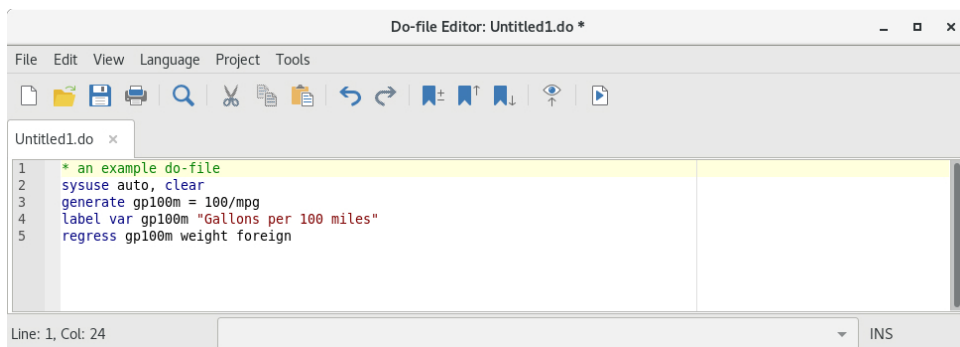 Do-file Editor: Untitled1.do *
File Edit View Language Project Tools
Untitled1.do
1 * an example do-file
2 sysuse auto, clear
3 generate gp100m = 100/mpg
4 label var gp100m "Gallons per 100 miles"
5 regress gp100m weight foreign
Line: 1, Col: 24 INS